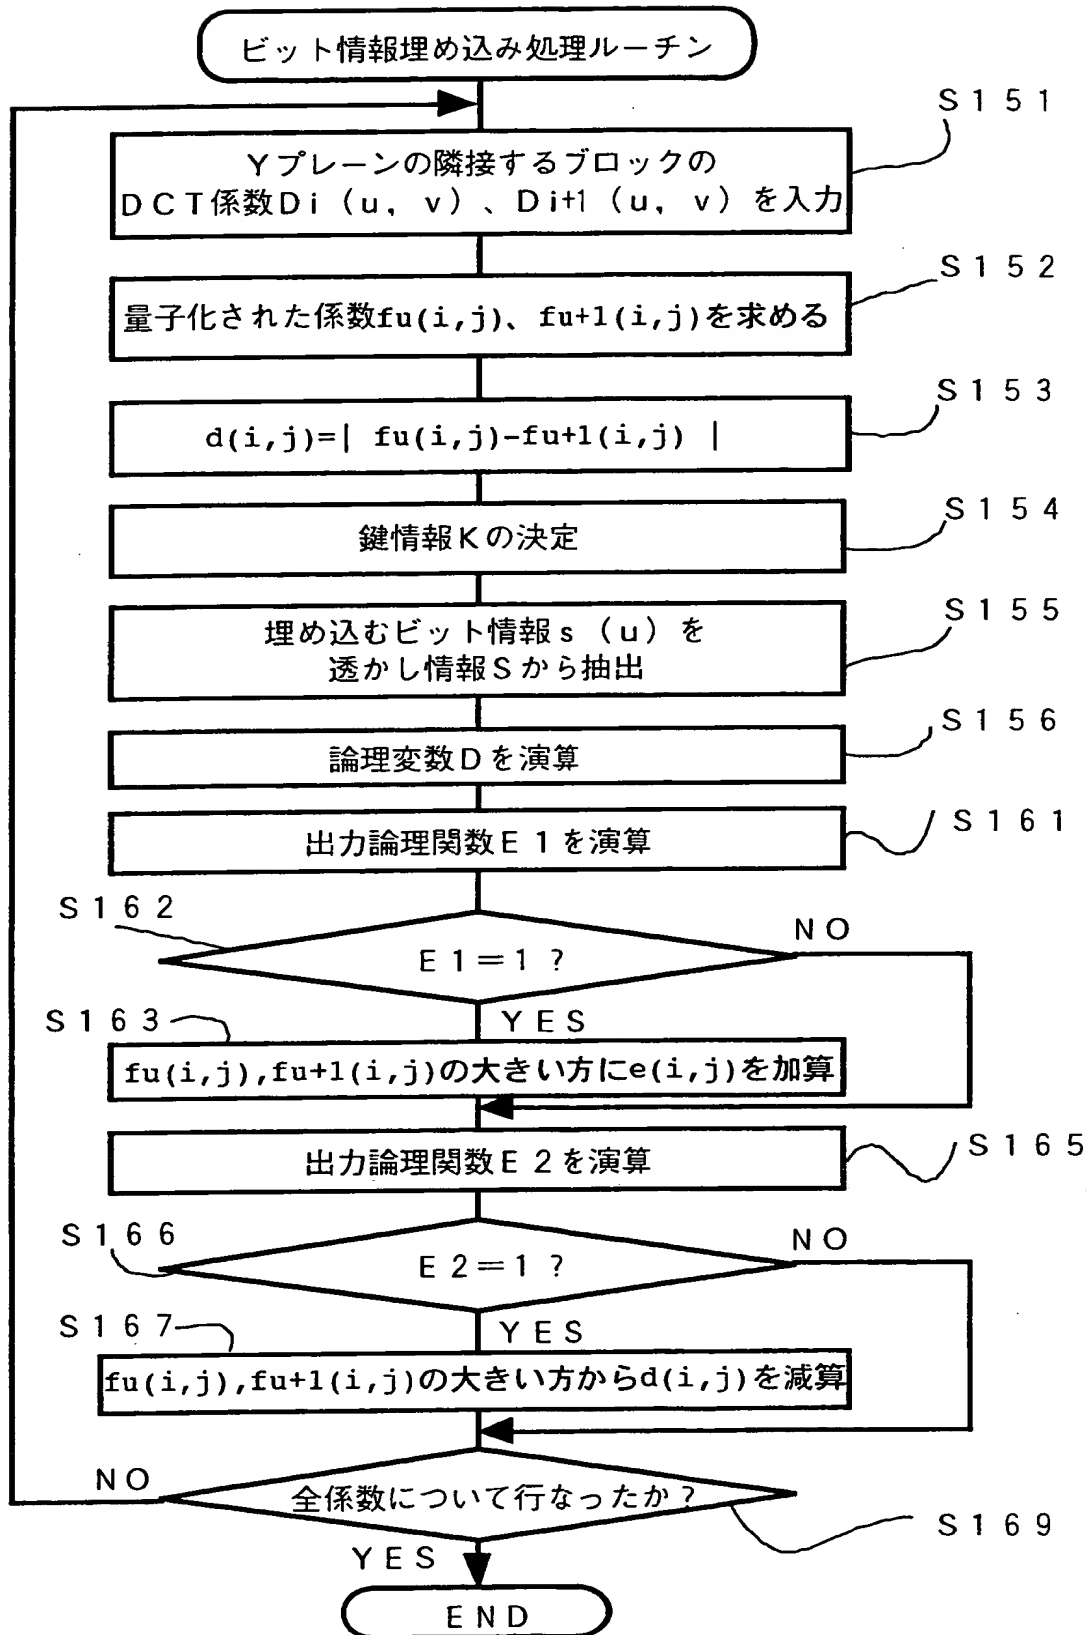 ビット情報埋め込み処理ルーチン
S151
Yプレーンの隣接するブロックの
DCT係数Di(u,v)、Di+1(u,v)を入力
S152
量子化された係数fu(i,j)、fu+1(i,j)を求める
S153
d(i,j)=| fu(i,j)-fu+1(i,j) |
S154
鍵情報Kの決定
S155
埋め込むビット情報s(u)を
透かし情報Sから抽出
S156
論理変数Dを演算
S161
出力論理関数E1を演算
S162
E1=1?
NO
YES
S163
fu(i,j),fu+1(i,j)の大きい方にe(i,j)を加算
S165
出力論理関数E2を演算
S166
E2=1?
NO
YES
S167
fu(i,j),fu+1(i,j)の大きい方からd(i,j)を減算
NO
全係数について行なったか?
S169
YES
END